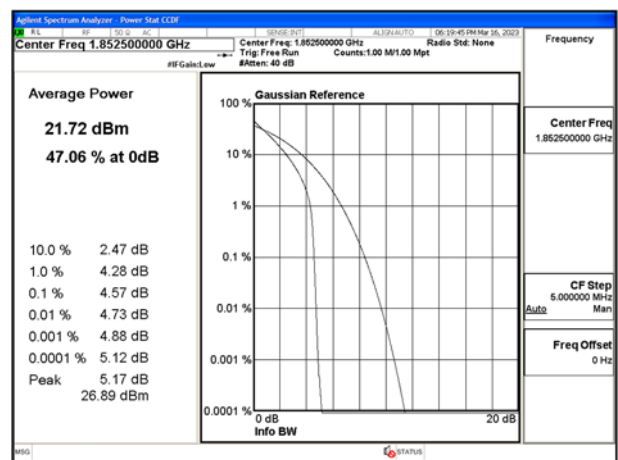 Agilent Spectrum Analyzer - Power Stat CCDF
RL RF 50 Ω AC SENSE:INT ALIGN AUTO 06:19:45 PM Mar 16, 2023
Center Freq 1.852500000 GHz
Center Freq: 1.852500000 GHz Radio Std: None
Trig: Free Run Counts:1.00 M/1.00 Mpt
#IFGain:Low #Atten: 40 dB
Frequency
Average Power
21.72 dBm
47.06 % at 0dB
10.0 % 2.47 dB
1.0 % 4.28 dB
0.1 % 4.57 dB
0.01 % 4.73 dB
0.001 % 4.88 dB
0.0001 % 5.12 dB
Peak 5.17 dB
26.89 dBm
Gaussian Reference
100 %
10 %
1 %
0.1 %
0.01 %
0.001 %
0.0001 %
0 dB 20 dB
Info BW
Center Freq
1.852500000 GHz
CF Step
5.000000 MHz
Auto Man
Freq Offset
0 Hz
MSG STATUS